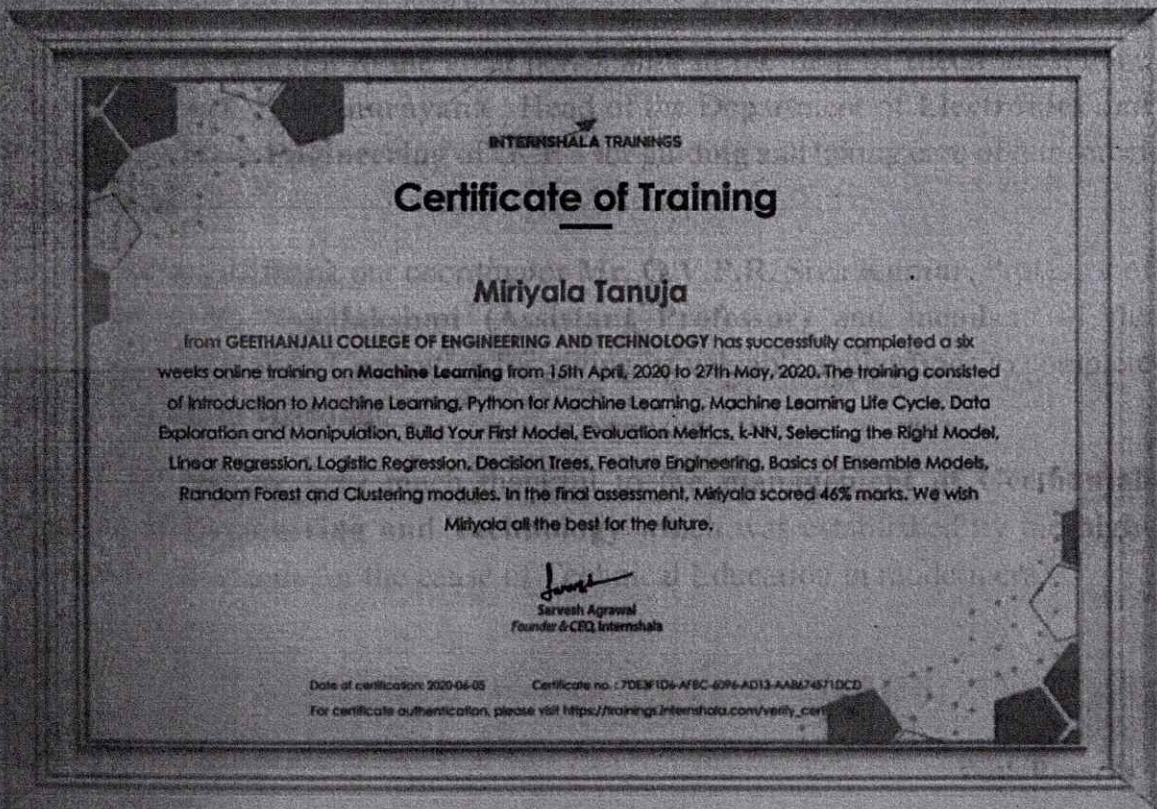 INTERNSHALA TRAININGS
Certificate of Training
Miriyala Tanuja
from GEETHANJALI COLLEGE OF ENGINEERING AND TECHNOLOGY has successfully completed a six
weeks online training on Machine Learning from 15th April, 2020 to 27th May, 2020. The training consisted
of Introduction to Machine Learning, Python for Machine Learning, Machine Learning Life Cycle, Data
Exploration and Manipulation, Build Your First Model, Evaluation Metrics, k-NN, Selecting the Right Model,
Linear Regression, Logistic Regression, Decision Trees, Feature Engineering, Basics of Ensemble Models,
Random Forest and Clustering modules. In the final assessment, Miriyala scored 46% marks. We wish
Miriyala all the best for the future.
Sarvesh Agrawal
Founder & CEO, Internshala
Date of certification: 2020-06-05 Certificate no. :
For certificate authentication, please visit https://trainings.internshala.com/verify_cert